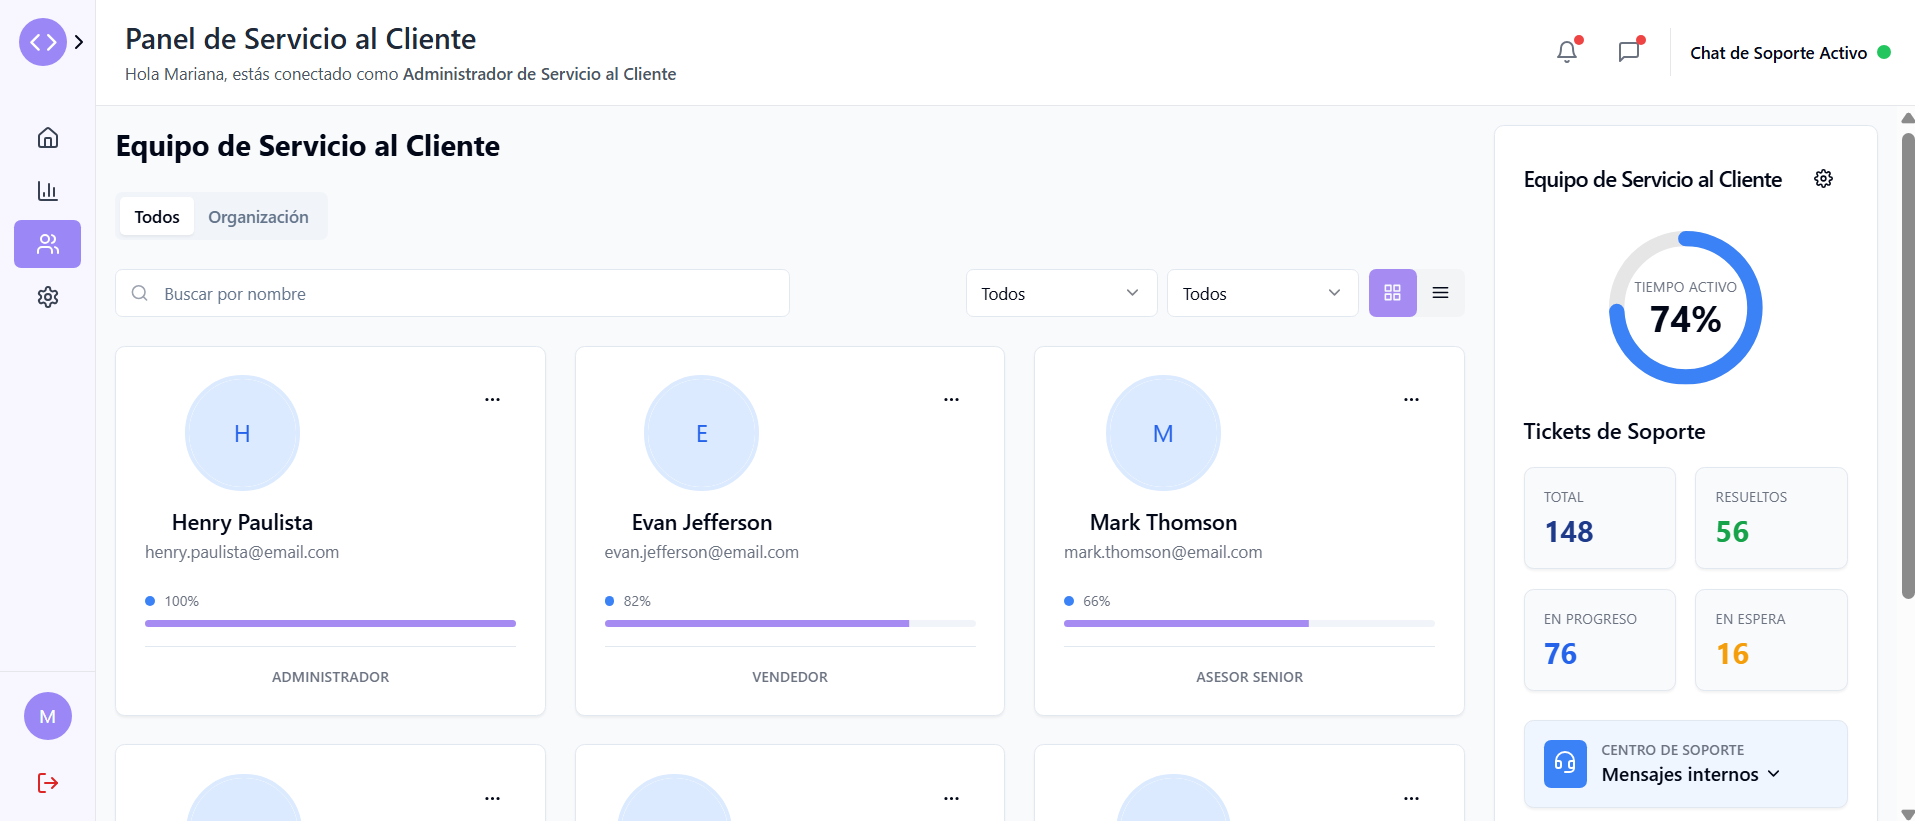 Panel de Servicio al Cliente
Hola Mariana, estás conectado como Administrador de Servicio al Cliente
Chat de Soporte Activo
Equipo de Servicio al Cliente
Todos
Organización
Buscar por nombre
Todos
Todos
H
Henry Paulista
henry.paulista@email.com
100%
ADMINISTRADOR
E
Evan Jefferson
evan.jefferson@email.com
82%
VENDEDOR
M
Mark Thomson
mark.thomson@email.com
66%
ASESOR SENIOR
Equipo de Servicio al Cliente
TIEMPO ACTIVO
74%
Tickets de Soporte
TOTAL
148
RESUELTOS
56
EN PROGRESO
76
EN ESPERA
16
CENTRO DE SOPORTE
Mensajes internos
M